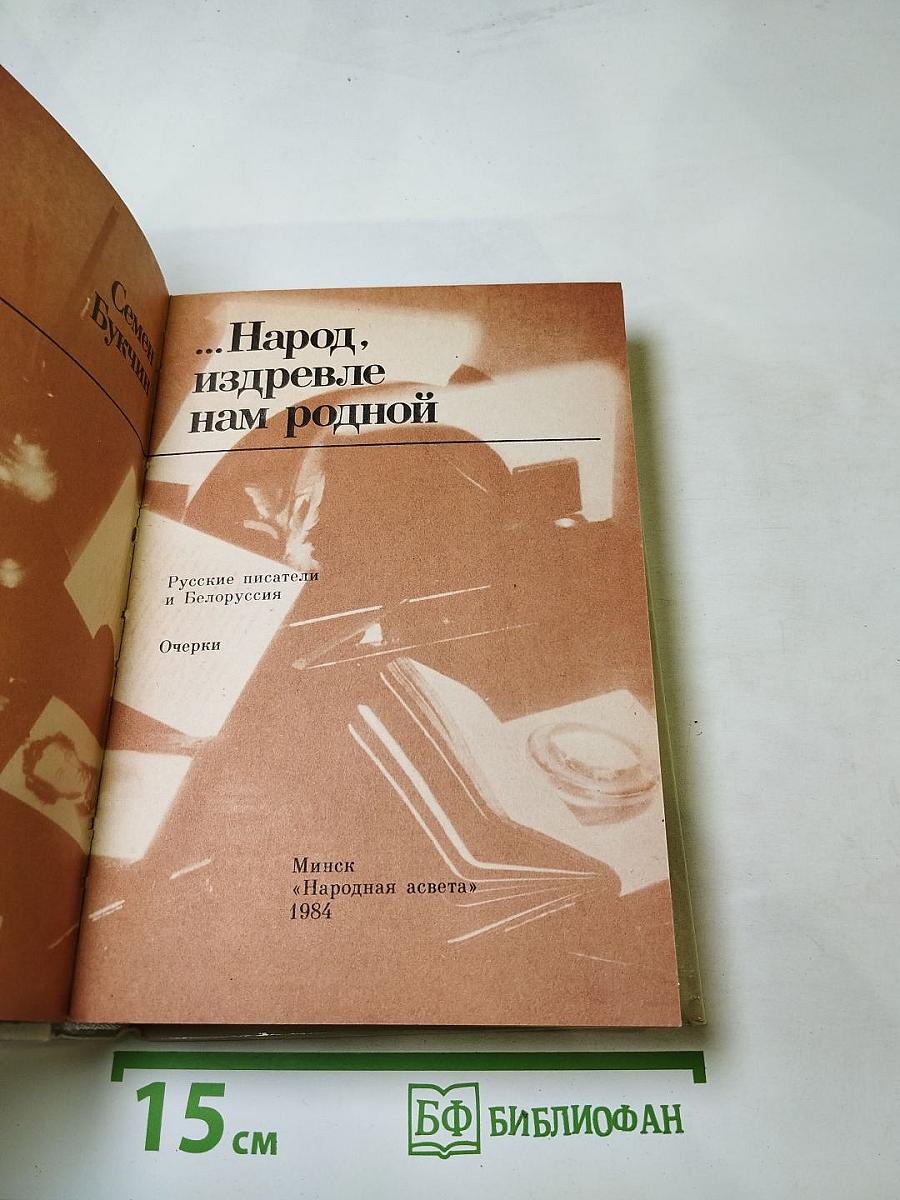 Семен
Букчин
...Народ,
издревле
нам родной
Русские писатели
и Белоруссия
Очерки
Минск
«Народная асвета»
1984
15 см
БФ БИБЛИОФАН